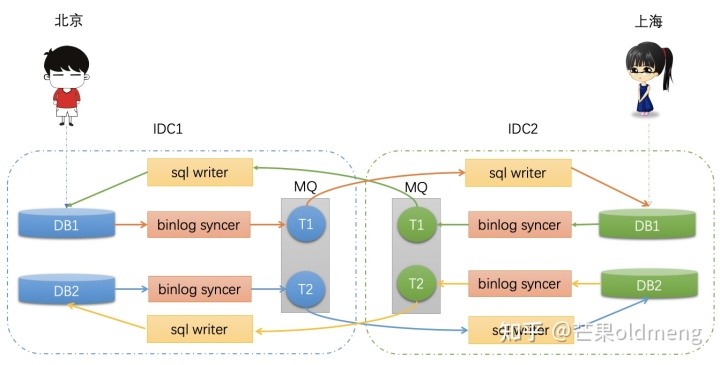 北京
上海
IDC1
IDC2
sql writer
sql writer
MQ
MQ
DB1
binlog syncer
T1
T1
binlog syncer
DB1
DB2
binlog syncer
T2
T2
binlog syncer
DB2
sql writer
sql writer
知乎 @芒果oldmeng